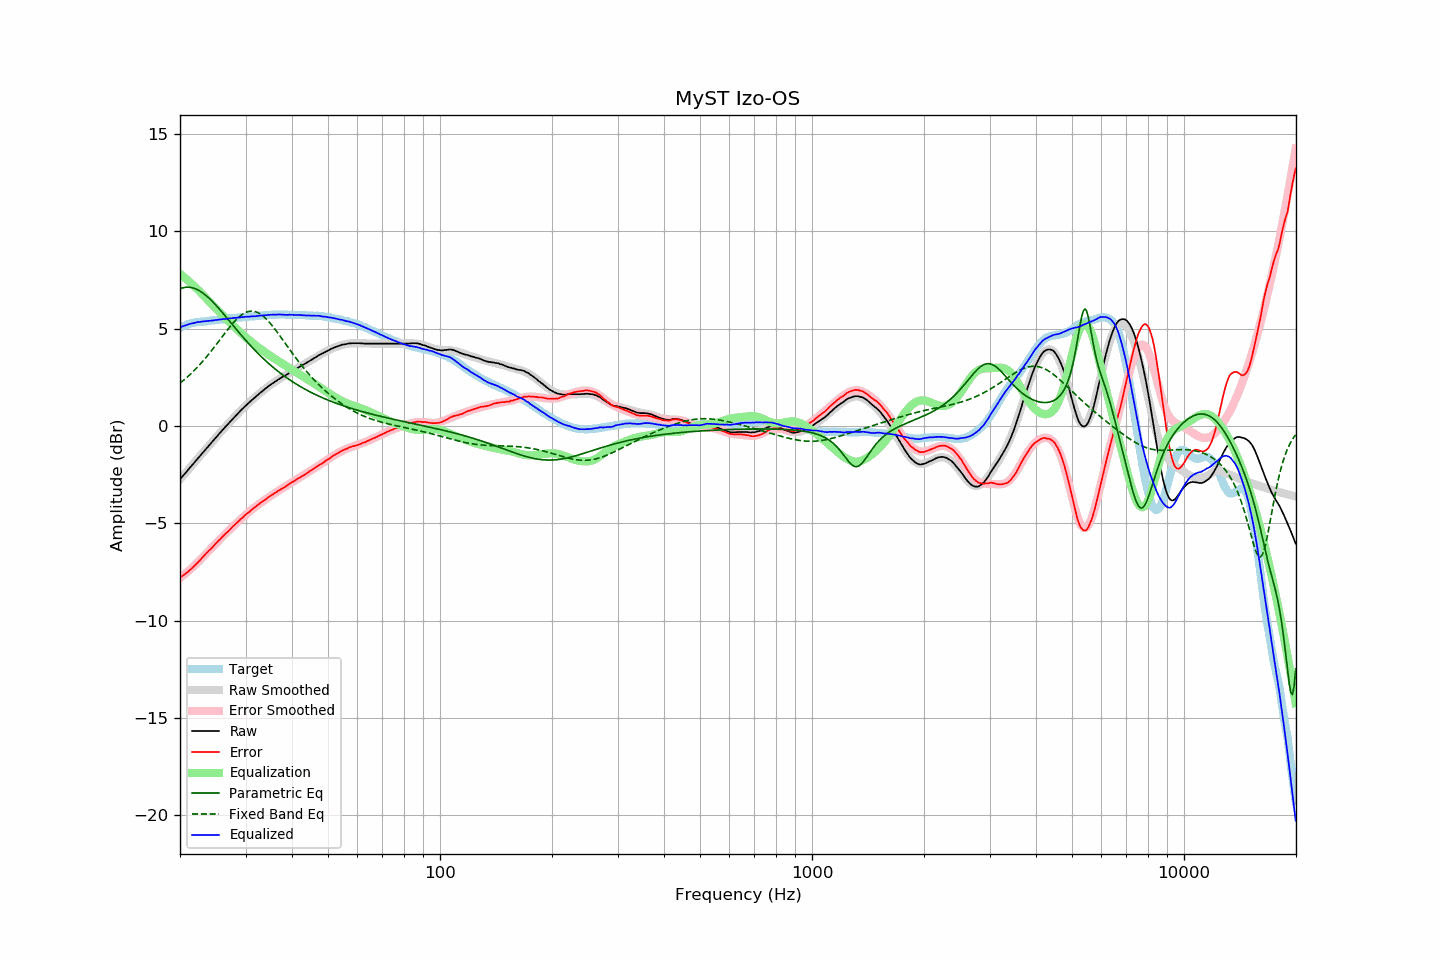 MyST Izo-OS
15
10
5
0
−5
−10
−15
−20
Amplitude (dBr)
100
1000
10000
Frequency (Hz)
Target
Raw Smoothed
Error Smoothed
Raw
Error
Equalization
Parametric Eq
Fixed Band Eq
Equalized